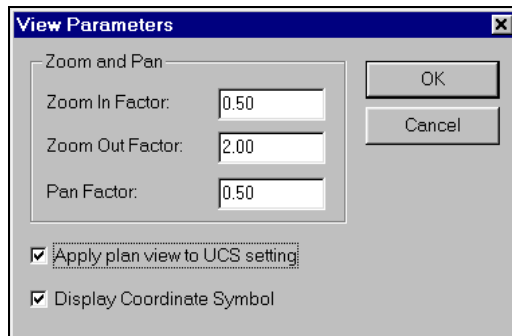 View Parameters
Zoom and Pan
Zoom In Factor: 0.50
Zoom Out Factor: 2.00
Pan Factor: 0.50
OK
Cancel
Apply plan view to UCS setting
Display Coordinate Symbol